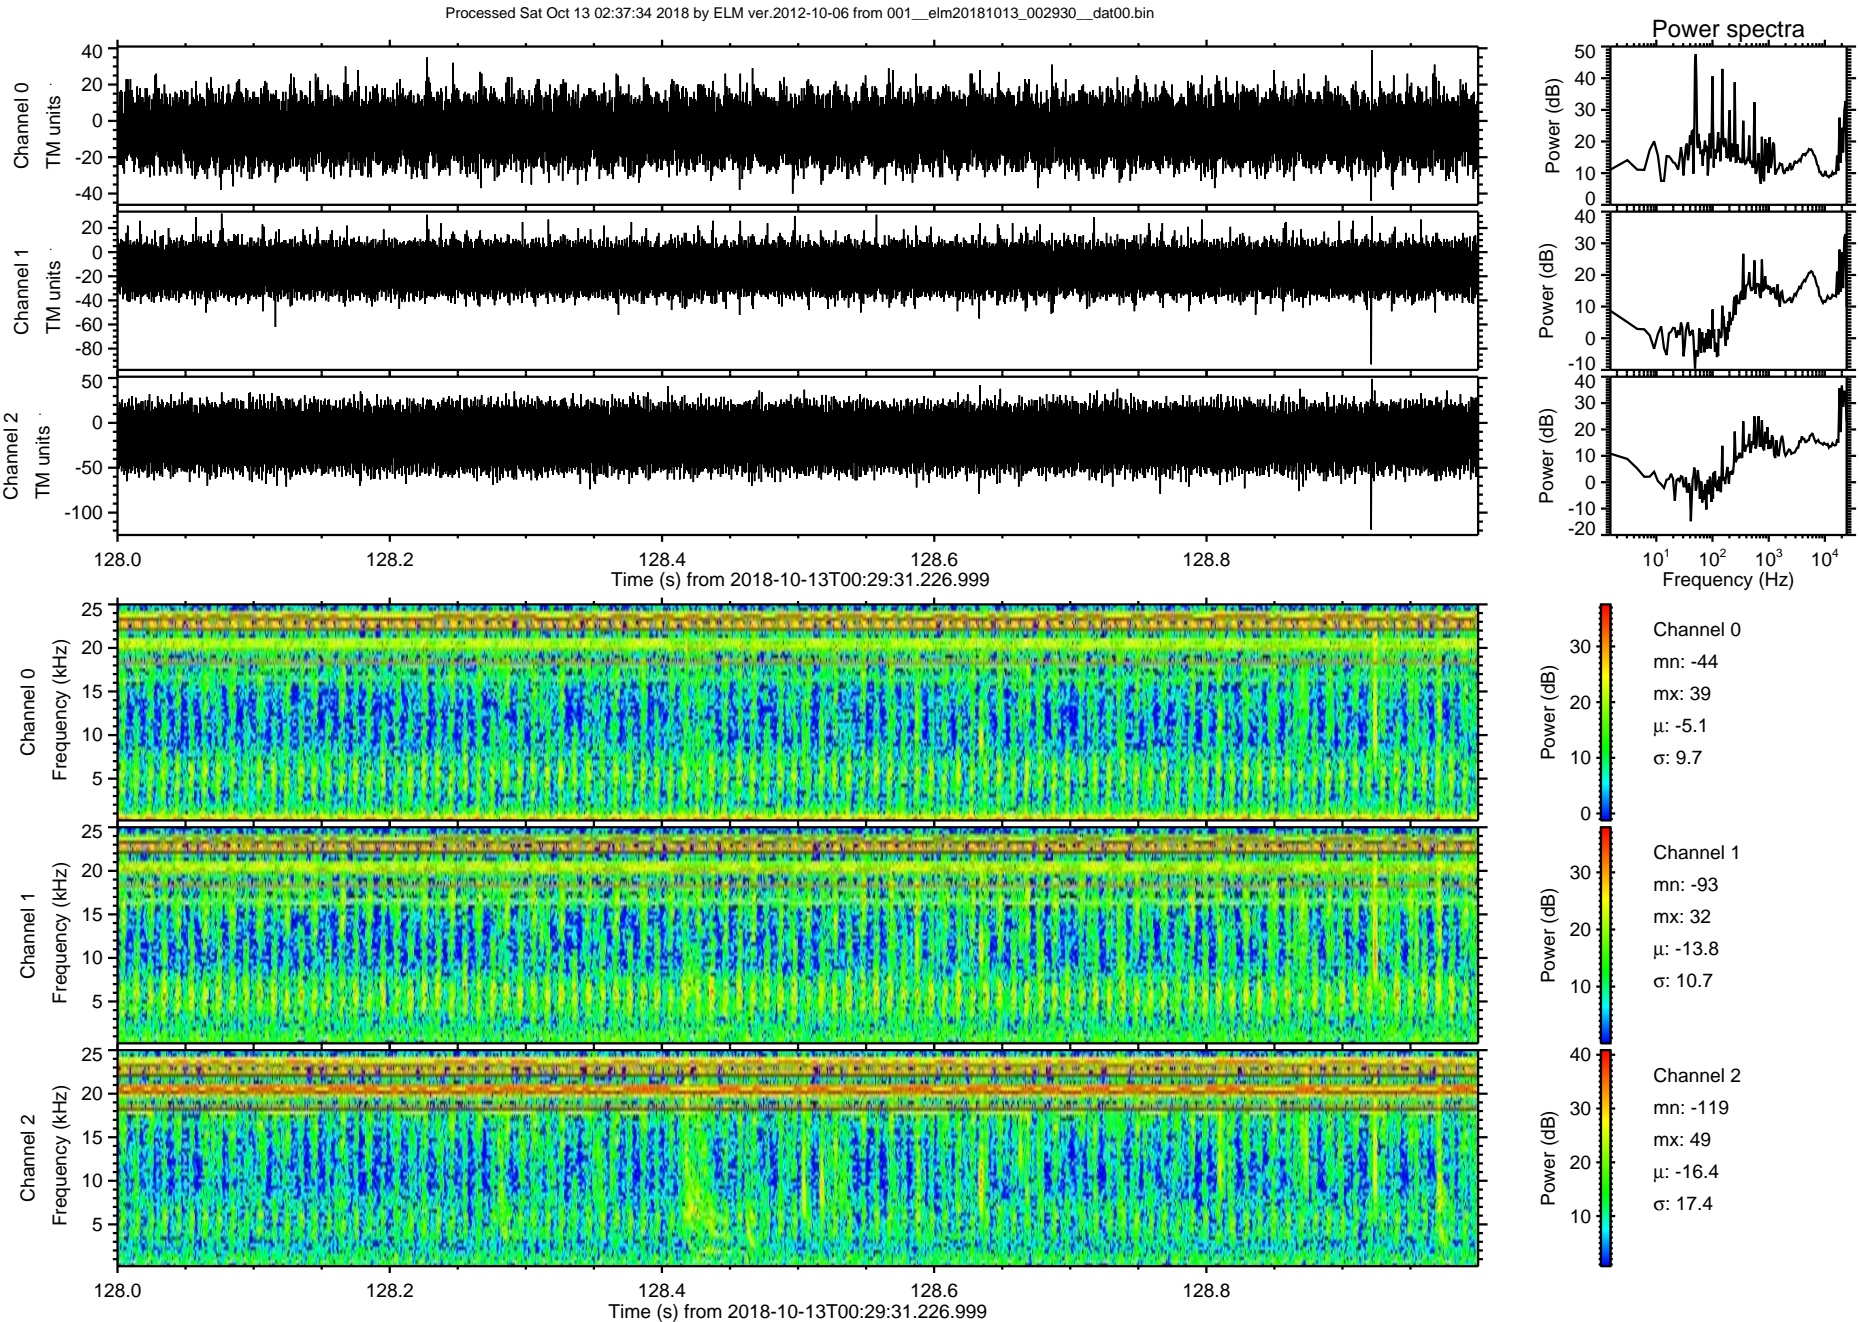 Processed Sat Oct 13 02:37:34 2018 by ELM ver.2012-10-06 from 001__elm20181013_002930__dat00.bin
Power spectra
Channel 0
TM units
40
20
0
-20
-40
Power (dB)
50
40
30
20
10
0
Channel 1
TM units
20
0
-20
-40
-60
-80
Power (dB)
40
30
20
10
0
-10
Channel 2
TM units
50
0
-50
-100
Power (dB)
40
30
20
10
0
-10
-20
128.0 128.2 128.4 128.6 128.8
Time (s) from 2018-10-13T00:29:31.226.999
10^1 10^2 10^3 10^4
Frequency (Hz)
Channel 0
Frequency (kHz)
25
20
15
10
5
Power (dB)
30
20
10
0
Channel 0
mn: -44
mx: 39
μ: -5.1
σ: 9.7
Channel 1
Frequency (kHz)
25
20
15
10
5
Power (dB)
30
20
10
Channel 1
mn: -93
mx: 32
μ: -13.8
σ: 10.7
Channel 2
Frequency (kHz)
25
20
15
10
5
Power (dB)
40
30
20
10
Channel 2
mn: -119
mx: 49
μ: -16.4
σ: 17.4
128.0 128.2 128.4 128.6 128.8
Time (s) from 2018-10-13T00:29:31.226.999